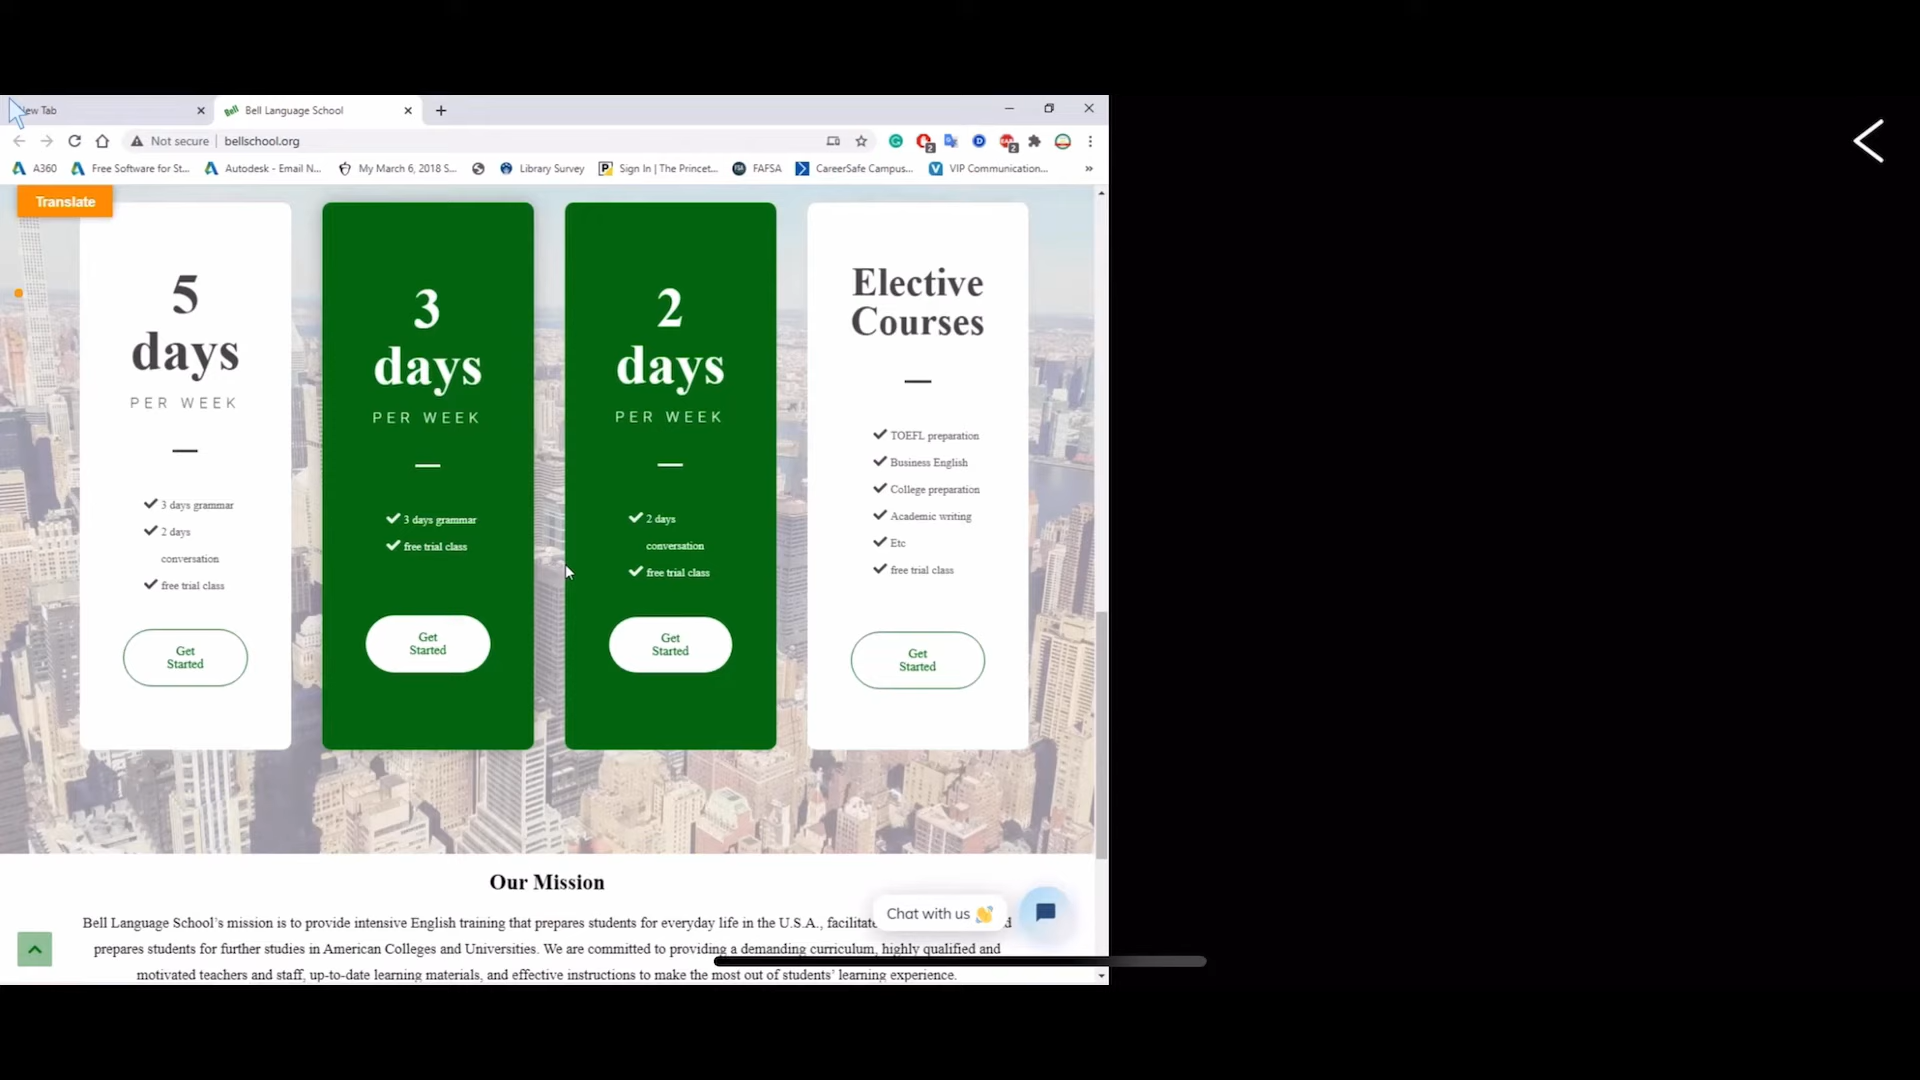 ew Tab
Bell Bell Language School
Not secure | bellschool.org
A360 Free Software for St... Autodesk - Email N... My March 6, 2018 S... Library Survey P Sign In | The Princet... FAFSA CareerSafe Campus... V VIP Communication... »
Translate
5
days
PER WEEK
3 days grammar
2 days
conversation
free trial class
Get
Started
3
days
PER WEEK
3 days grammar
free trial class
Get
Started
2
days
PER WEEK
2 days
conversation
free trial class
Get
Started
Elective
Courses
TOEFL preparation
Business English
College preparation
Academic writing
Etc
free trial class
Get
Started
Our Mission
Bell Language School's mission is to provide intensive English training that prepares students for everyday life in the U.S.A., facilitate
prepares students for further studies in American Colleges and Universities. We are committed to providing a demanding curriculum, highly qualified and
motivated teachers and staff, up-to-date learning materials, and effective instructions to make the most out of students' learning experience.
Chat with us